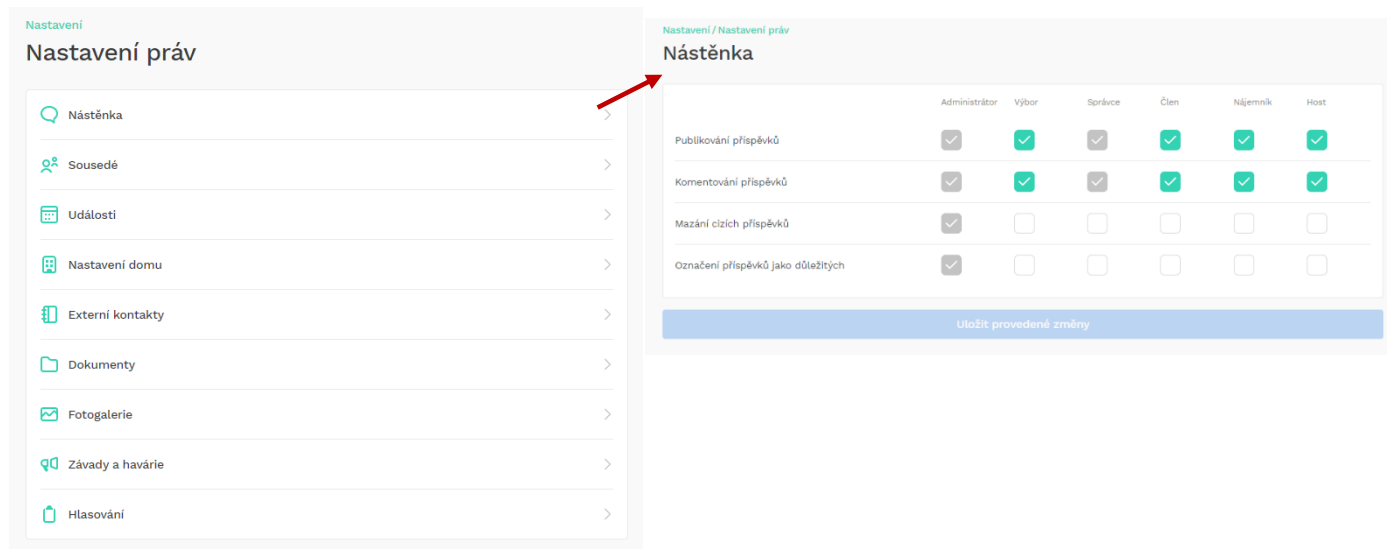 Nastavení
Nastavení práv
Nástěnka
Sousedé
Události
Nastavení domu
Externí kontakty
Dokumenty
Fotogalerie
Závady a havárie
Hlasování
Nastavení / Nastavení práv
Nástěnka
Administrátor Výbor Správce Člen Nájemník Host
Publikování příspěvků
Komentování příspěvků
Mazání cizích příspěvků
Označení příspěvků jako důležitých
Uložit provedené změny